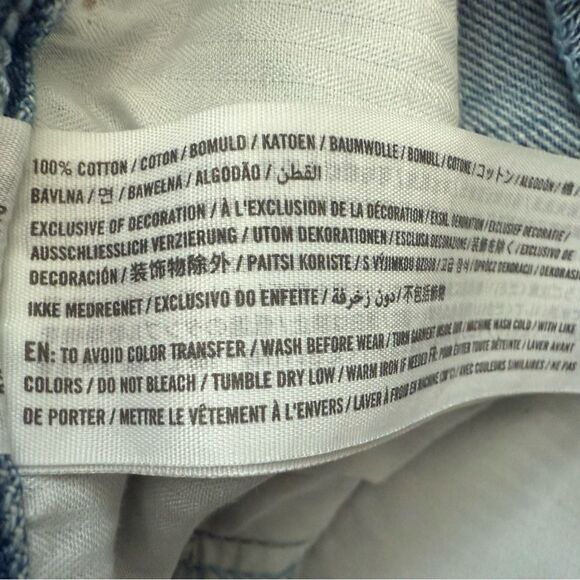 100% COTTON / COTON / BOMULD / KATOEN / BAUMWOLLE / BOMULL / COTONE / コットン / ALGODÓN / 棉 /
BAVLNA / 면 / BAWEŁNA / ALGODÃO / القطن /
EXCLUSIVE OF DECORATION / À L'EXCLUSION DE LA DÉCORATION / EKSKL. DEKORATION / EXCLUSIEF DECORATIE /
AUSSCHLIESSLICH VERZIERUNG / UTOM DEKORATIONEN / ESCLUSA DECORAZIONE / 装飾を除く / EXCLUSIVO DE
DECORACIÓN / 装饰物除外 / PAITSI KORISTE / S VÝJIMKOU OZDOB / 장식 /
IKKE MEDREGNET / EXCLUSIVO DO ENFEITE / دون زخرفة / 不包括飾物
EN: TO AVOID COLOR TRANSFER / WASH BEFORE WEAR / TURN GARMENT INSIDE OUT / MACHINE WASH COLD / WITH LIKE
COLORS / DO NOT BLEACH / TUMBLE DRY LOW / WARM IRON IF NEEDED FR: POUR ÉVITER TOUTE DÉTEINTE / LAVER AVANT
DE PORTER / METTRE LE VÊTEMENT À L'ENVERS / LAVER À FROID EN MACHINE / AVEC COULEURS SIMILAIRES / NE PAS